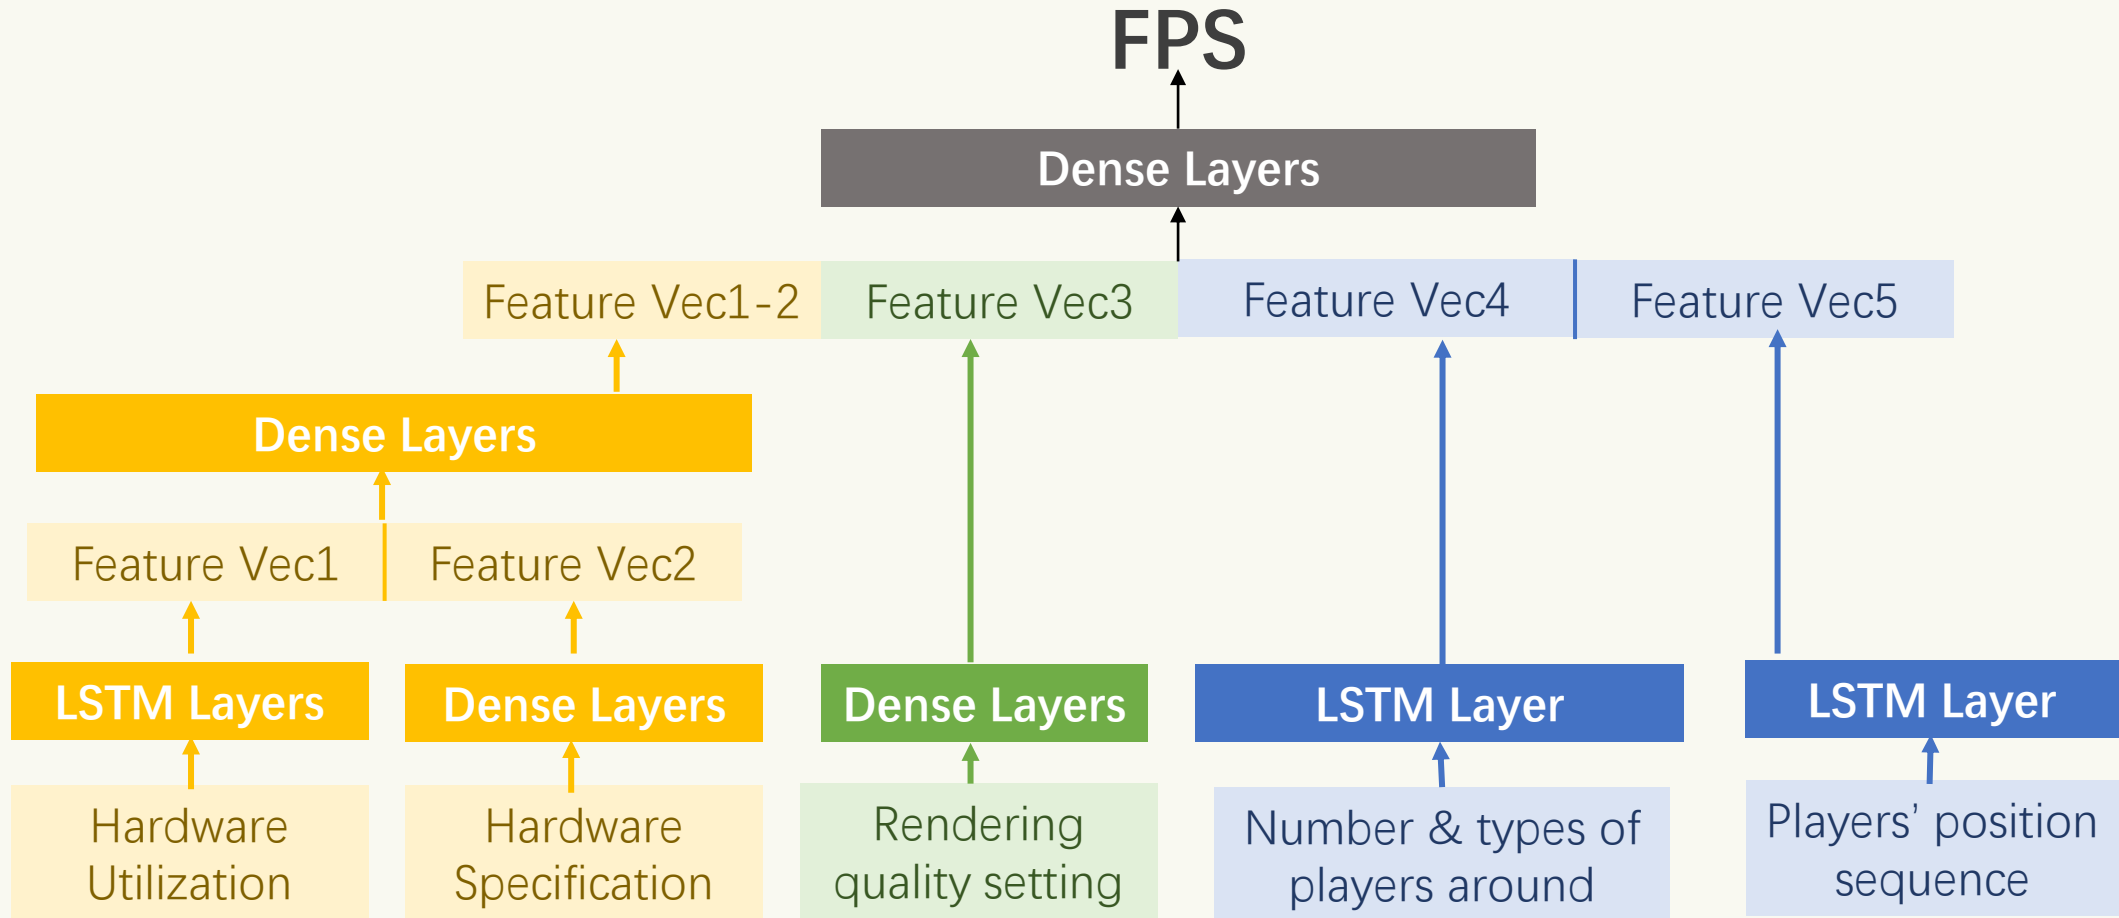 FPS
Dense Layers
Feature Vec1-2
Feature Vec3
Feature Vec4
Feature Vec5
Dense Layers
Feature Vec1
Feature Vec2
LSTM Layers
Dense Layers
Dense Layers
LSTM Layer
LSTM Layer
Hardware
Utilization
Hardware
Specification
Rendering
quality setting
Number & types of
players around
Players’ position
sequence